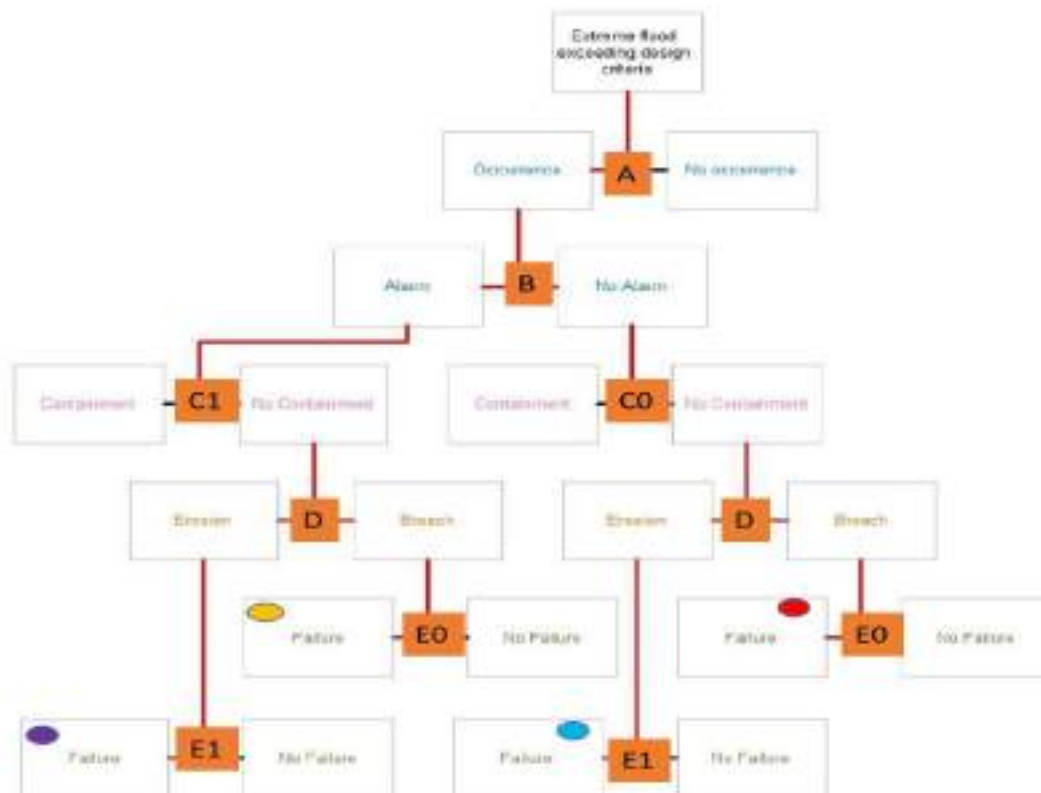 Extreme flood
exceeding design
criteria
Occurrence
A
No occurrence
Alarm
B
No Alarm
Containment
C1
No Containment
Containment
C0
No Containment
Erosion
D
Breach
Erosion
D
Breach
Failure
E0
No Failure
Failure
E0
No Failure
Failure
E1
No Failure
Failure
E1
No Failure